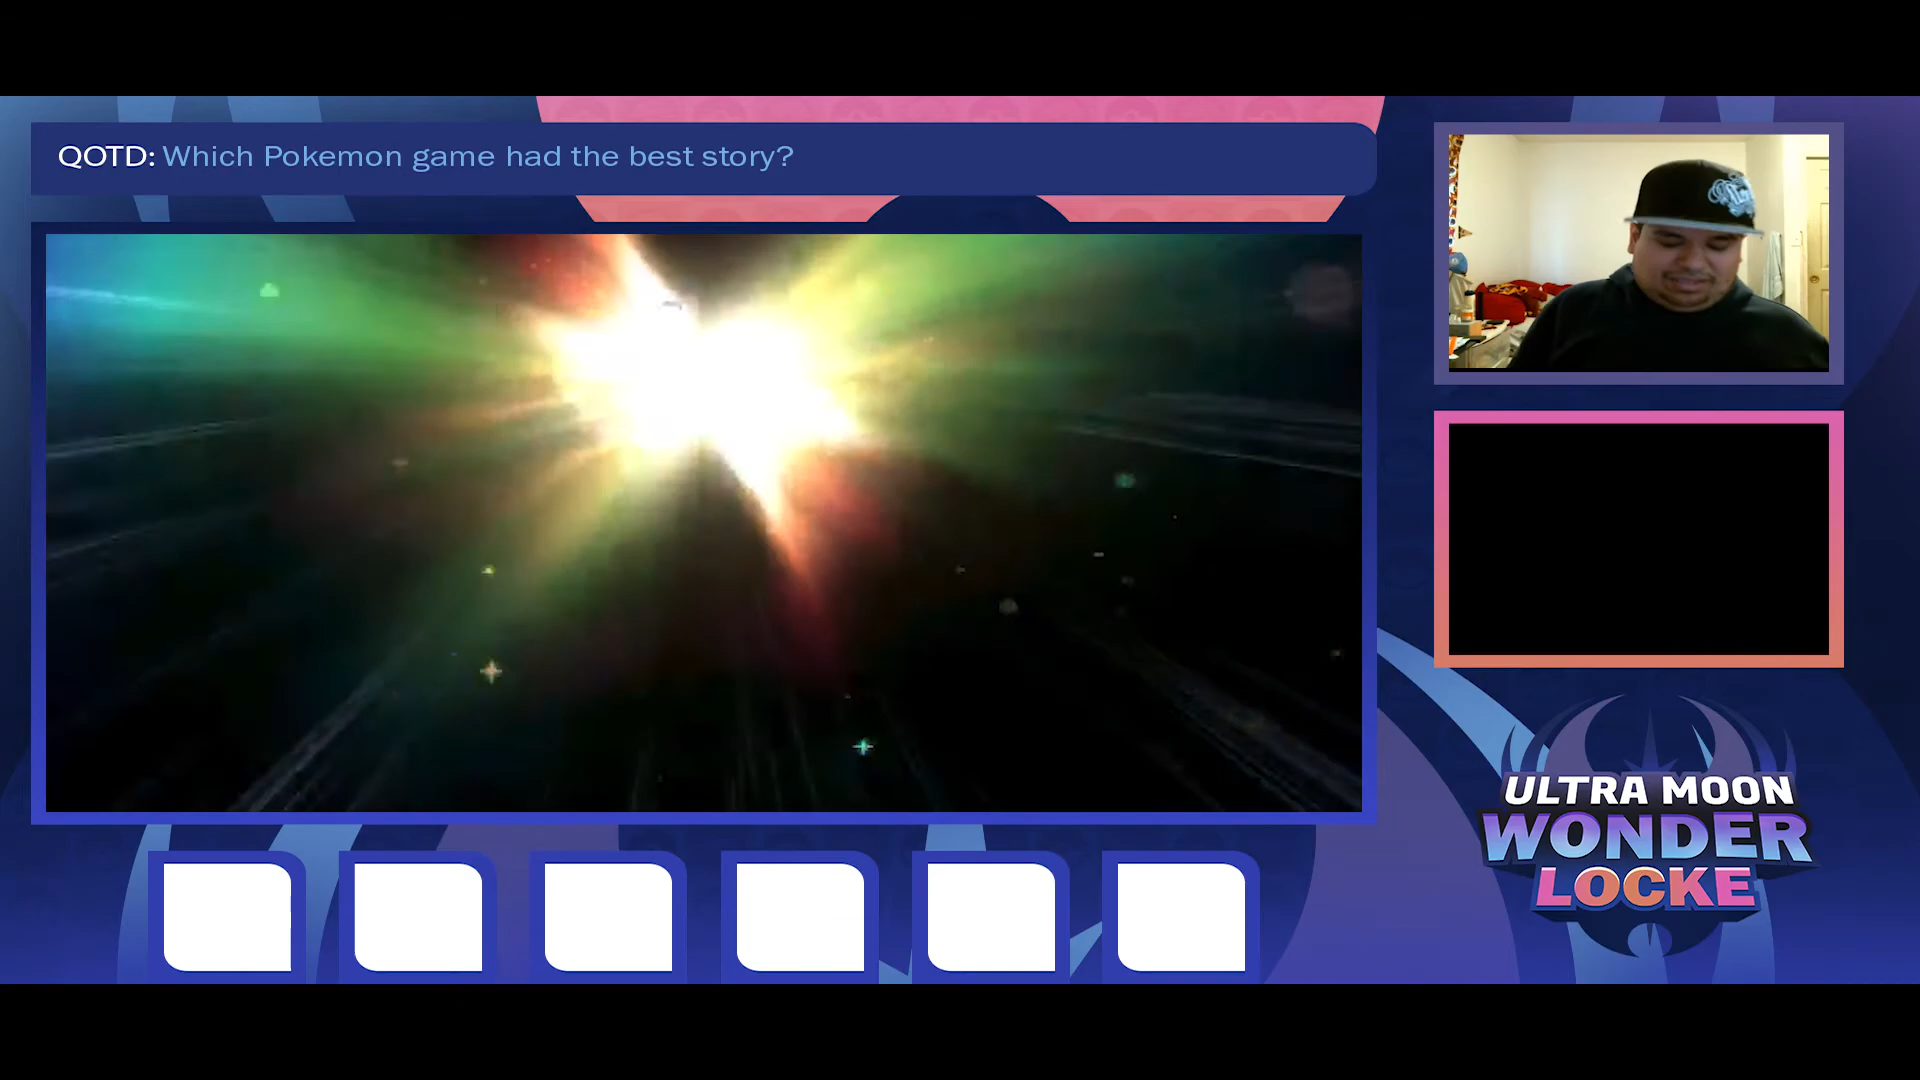 QOTD: Which Pokemon game had the best story?
ULTRA MOON
WONDER
LOCKE